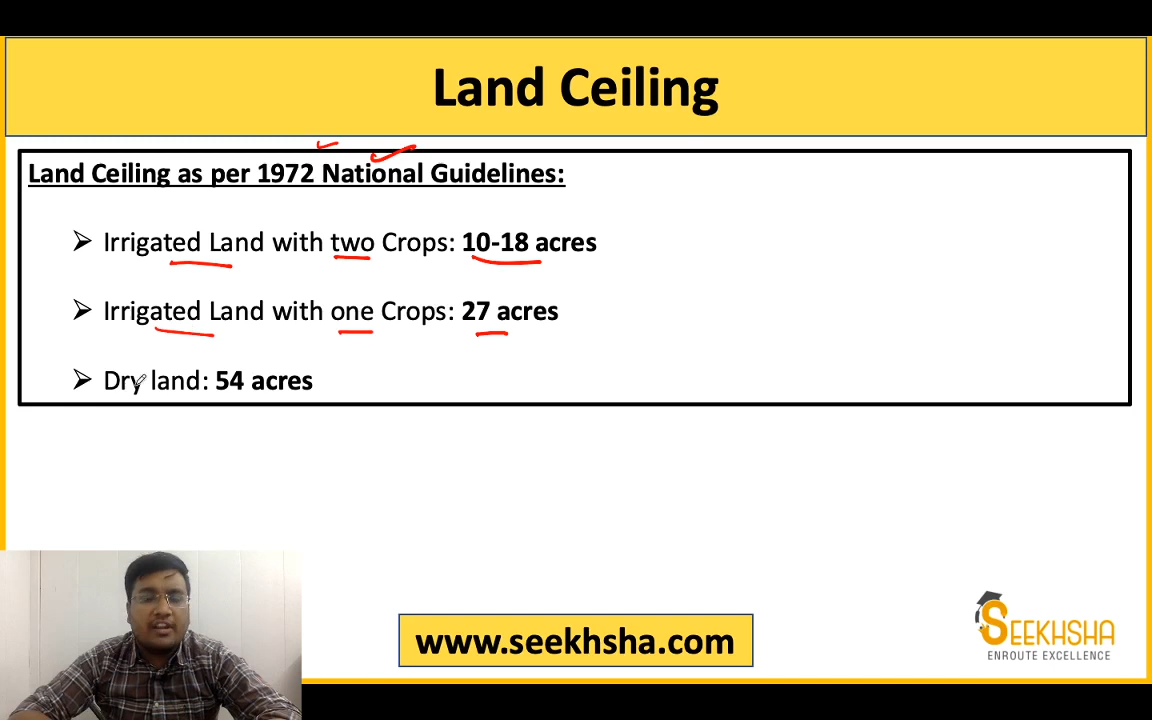 Land Ceiling
Land Ceiling as per 1972 National Guidelines:
➢ Irrigated Land with two Crops: 10-18 acres
➢ Irrigated Land with one Crops: 27 acres
➢ Dry land: 54 acres
www.seekhsha.com
SEEKHSHA
ENROUTE EXCELLENCE